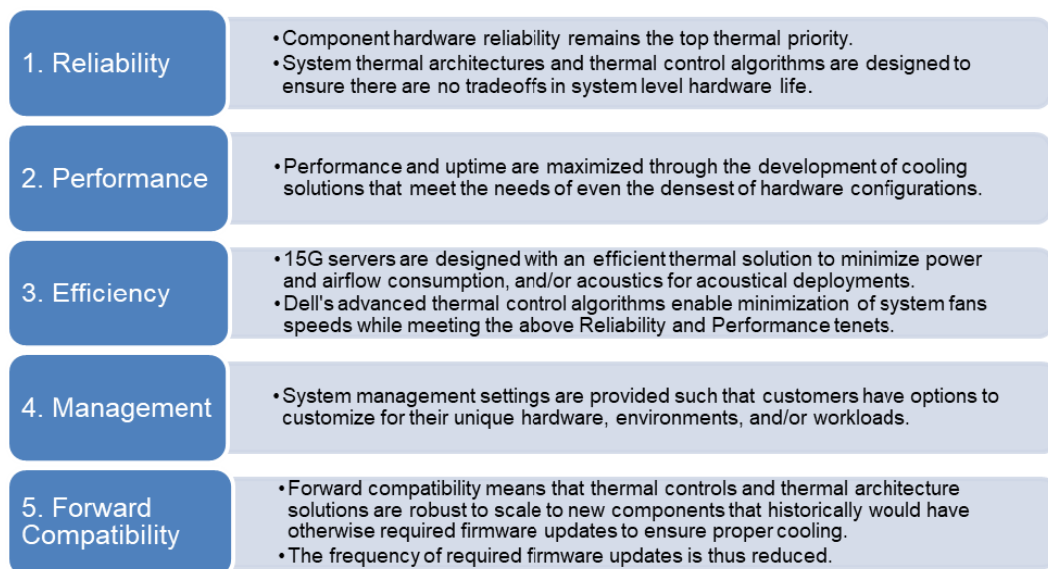 1. Reliability
•Component hardware reliability remains the top thermal priority.
•System thermal architectures and thermal control algorithms are designed to
ensure there are no tradeoffs in system level hardware life.
2. Performance
•Performance and uptime are maximized through the development of cooling
solutions that meet the needs of even the densest of hardware configurations.
3. Efficiency
•15G servers are designed with an efficient thermal solution to minimize power
and airflow consumption, and/or acoustics for acoustical deployments.
•Dell's advanced thermal control algorithms enable minimization of system fans
speeds while meeting the above Reliability and Performance tenets.
4. Management
•System management settings are provided such that customers have options to
customize for their unique hardware, environments, and/or workloads.
5. Forward
Compatibility
•Forward compatibility means that thermal controls and thermal architecture
solutions are robust to scale to new components that historically would have
otherwise required firmware updates to ensure proper cooling.
•The frequency of required firmware updates is thus reduced.